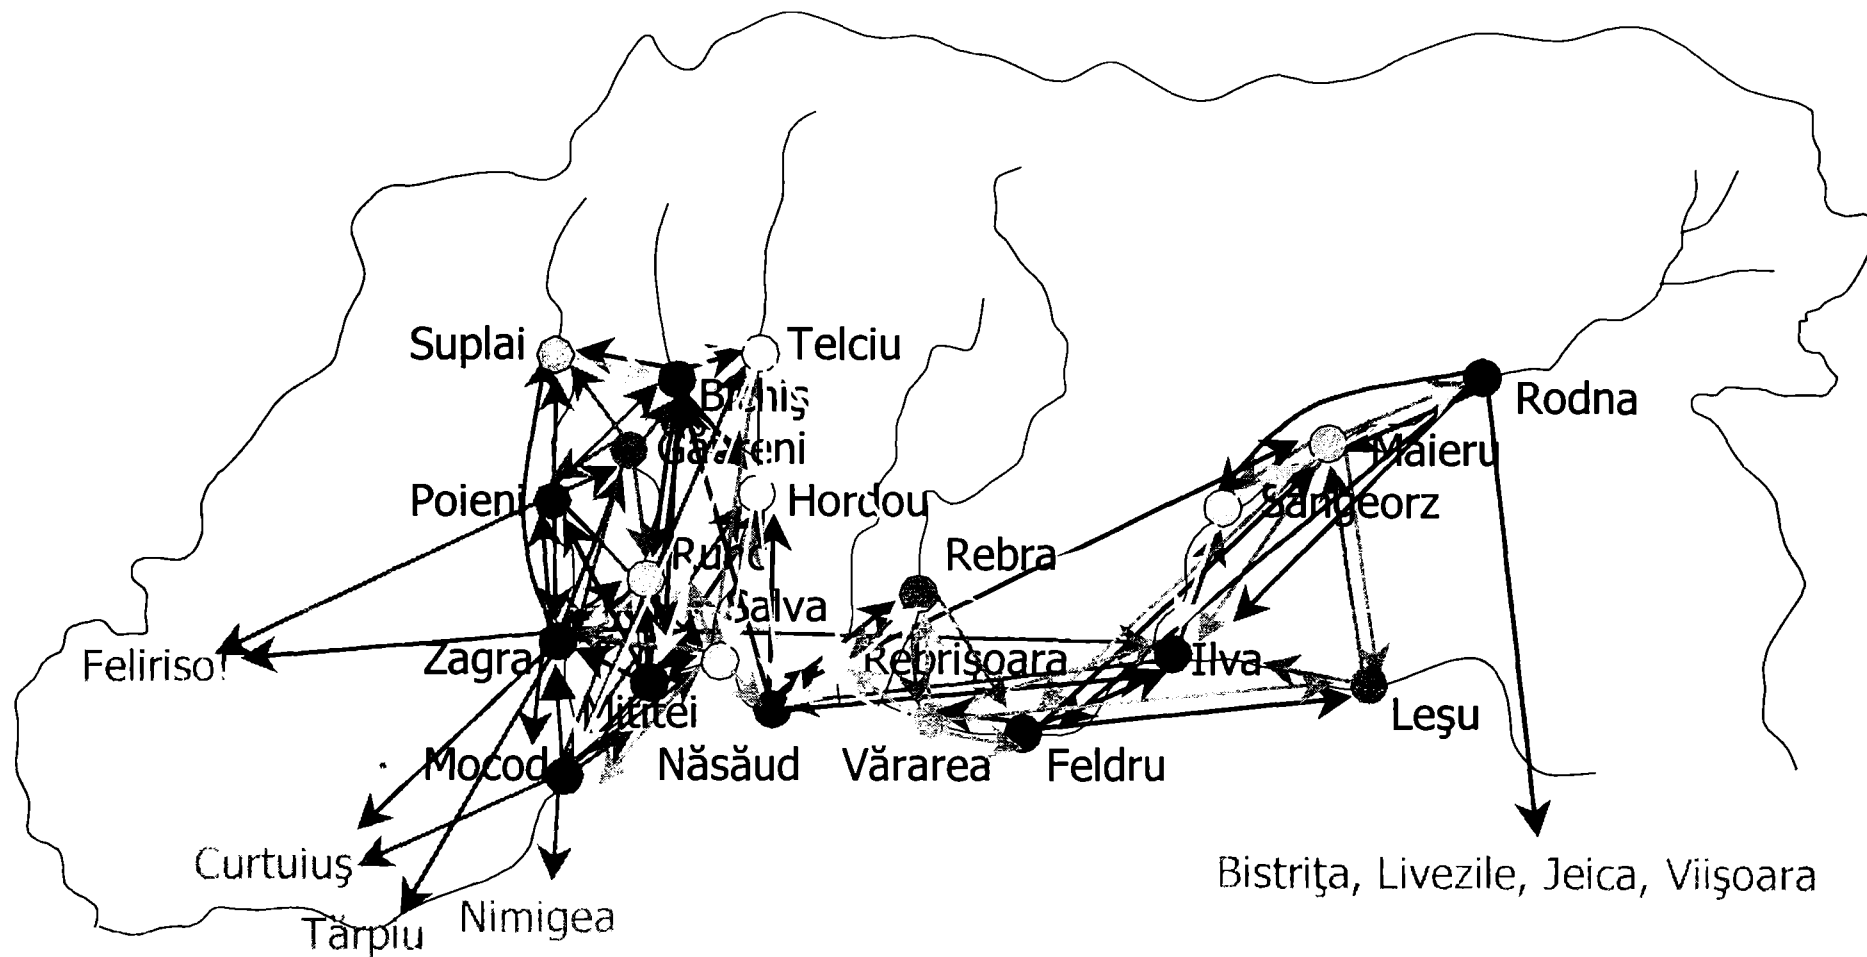 Suplai
Telciu
Rodna
Maieru
Poieni
Hordou
Sângeorz
Rebra
Salva
Zagra
Rebrişoara
Ilva
Leşu
Mocod
Năsăud
Vărarea
Feldru
Curtuiuş
Bistriţa, Livezile, Jeica, Viişoara
Nimigea
Tărpiu